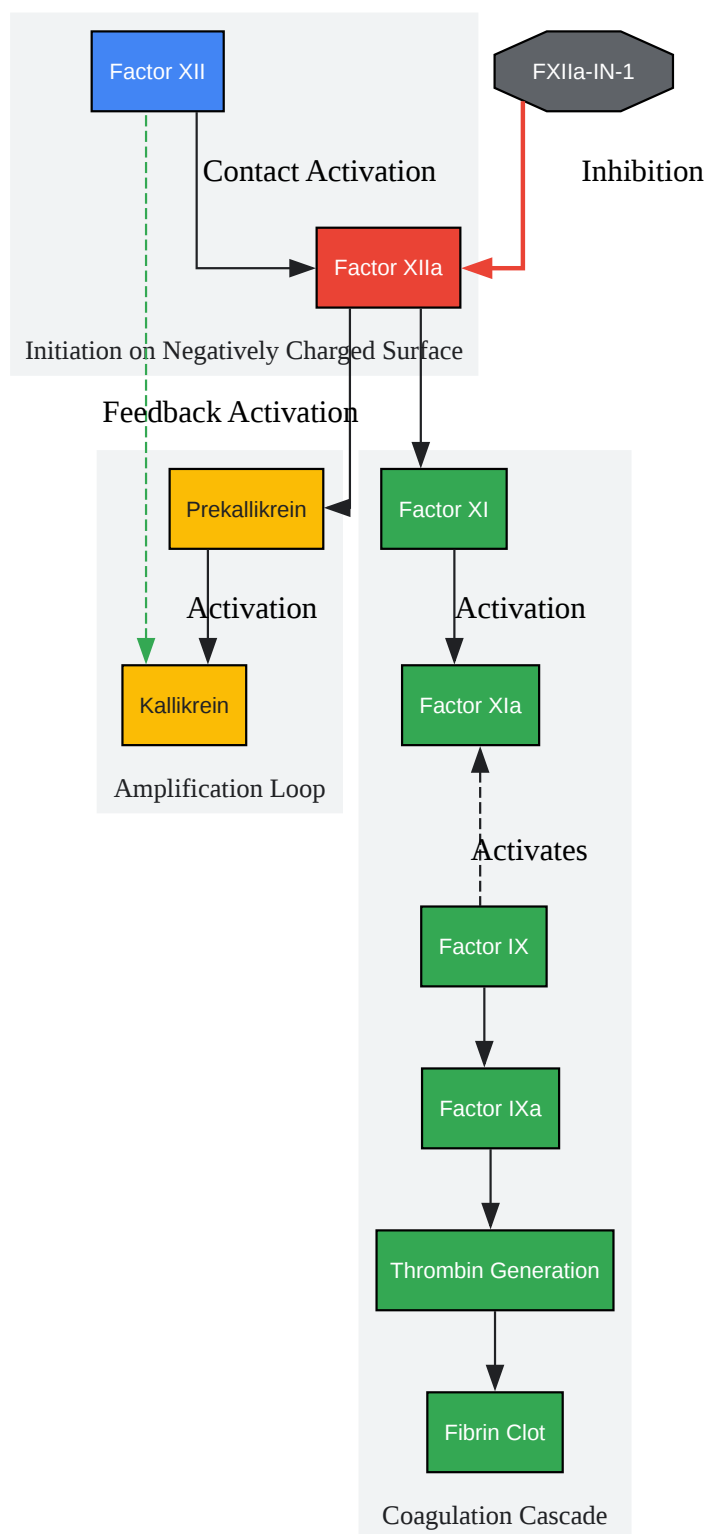 Factor XII
FXIIa-IN-1
Contact Activation
Inhibition
Factor XIIa
Initiation on Negatively Charged Surface
Feedback Activation
Prekallikrein
Factor XI
Activation
Activation
Kallikrein
Factor XIa
Amplification Loop
Activates
Factor IX
Factor IXa
Thrombin Generation
Fibrin Clot
Coagulation Cascade